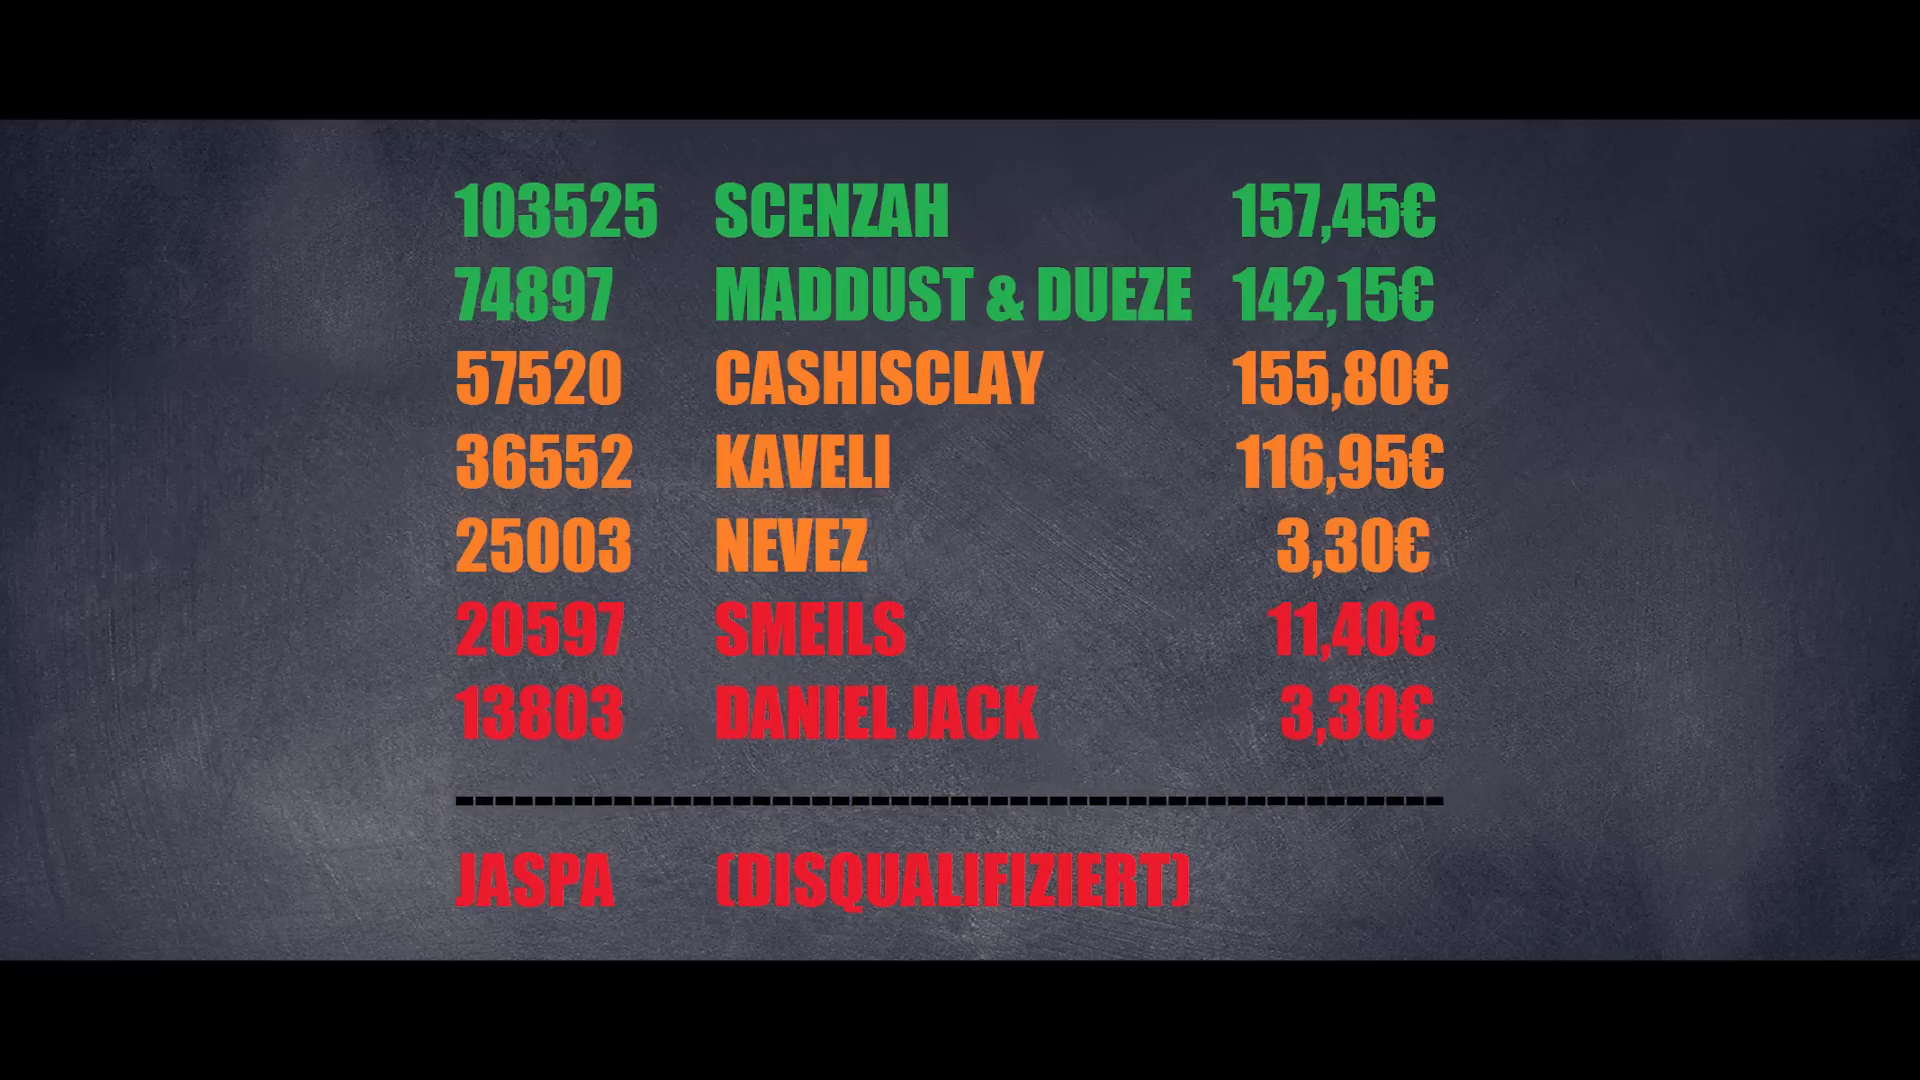 103525 SCENZAH 157,45€
74897 MADDUST & DUEZE 142,15€
57520 CASHISCLAY 155,80€
36552 KAVELI 116,95€
25003 NEVEZ 3,30€
20597 SMEILS 11,40€
13803 DANIEL JACK 3,30€
--------------------------------------------------
JASPA (DISQUALIFIZIERT)